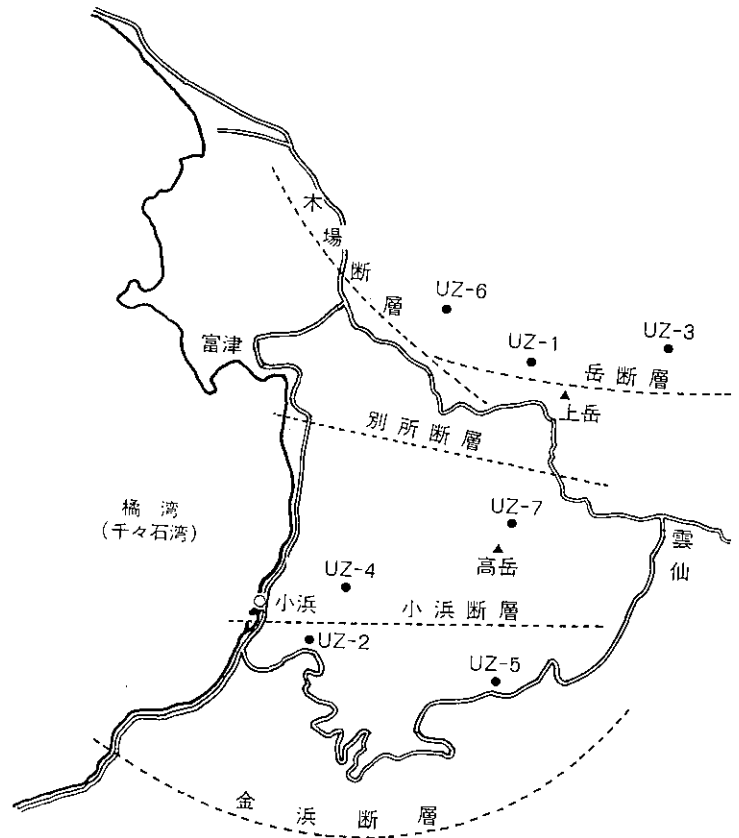 木場断層
UZ-6
UZ-1
UZ-3
富津
岳断層
上岳
別所断層
橘湾
(千々石湾)
UZ-7
高岳
雲仙
UZ-4
小浜
小浜断層
UZ-2
UZ-5
金浜断層